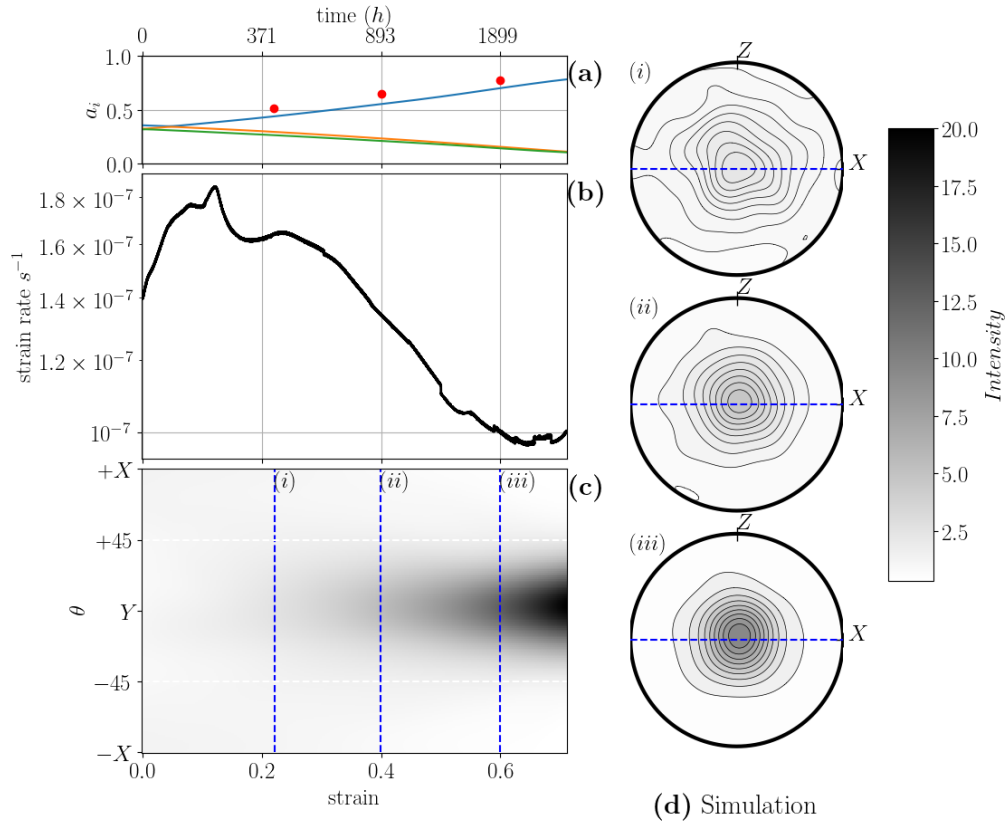 time (h)
0 371 893 1899
1.0
0.5
0.0
a_i
(a)
1.8 × 10⁻⁷
1.6 × 10⁻⁷
1.4 × 10⁻⁷
1.2 × 10⁻⁷
10⁻⁷
strain rate s⁻¹
(b)
+X
+45
Y
−45
−X
θ
(i) (ii) (iii)
(c)
0.0 0.2 0.4 0.6
strain
(i)
Z
X
(ii)
Z
X
(iii)
Z
X
20.0
17.5
15.0
12.5
10.0
7.5
5.0
2.5
Intensity
(d) Simulation